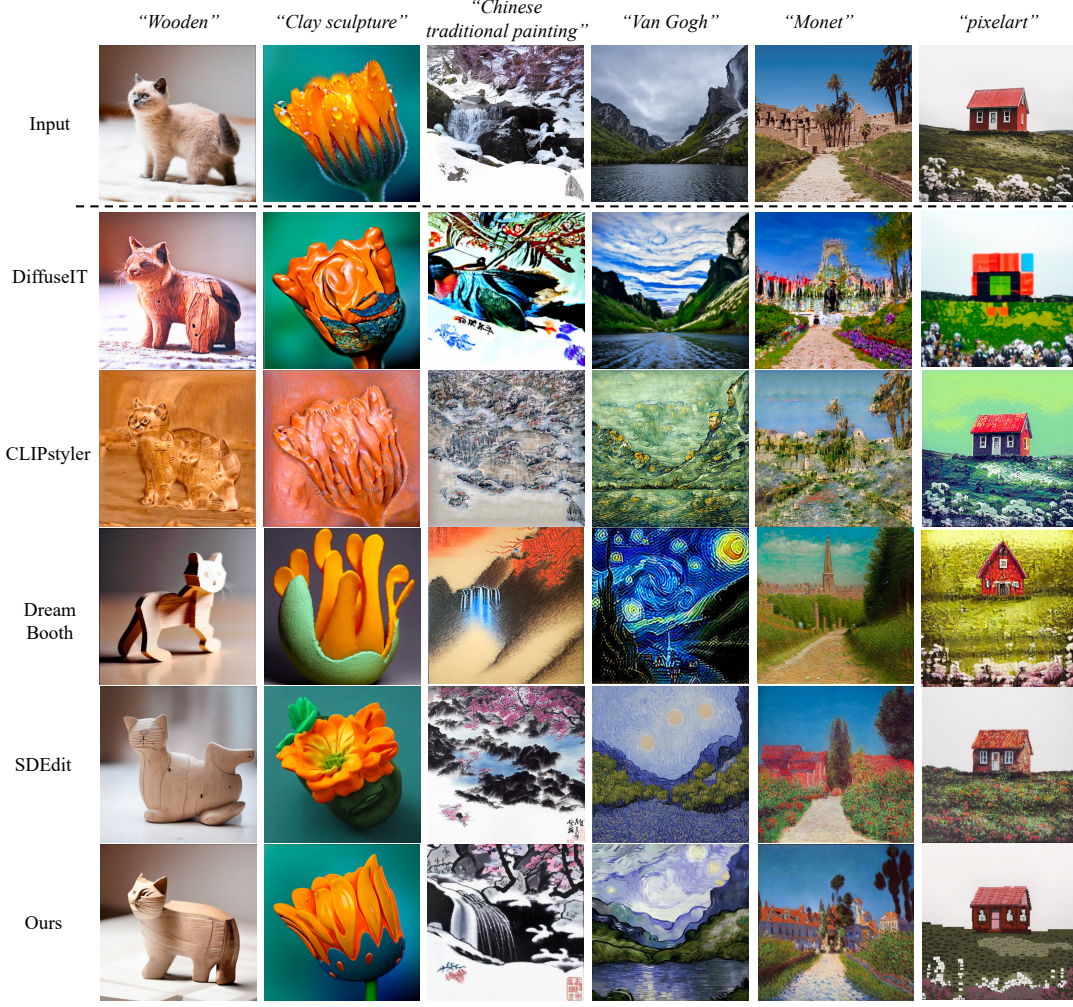 “Wooden”
“Clay sculpture”
“Chinese
traditional painting”
“Van Gogh”
“Monet”
“pixelart”
Input
DiffuseIT
CLIPstyler
Dream
Booth
SDEdit
Ours